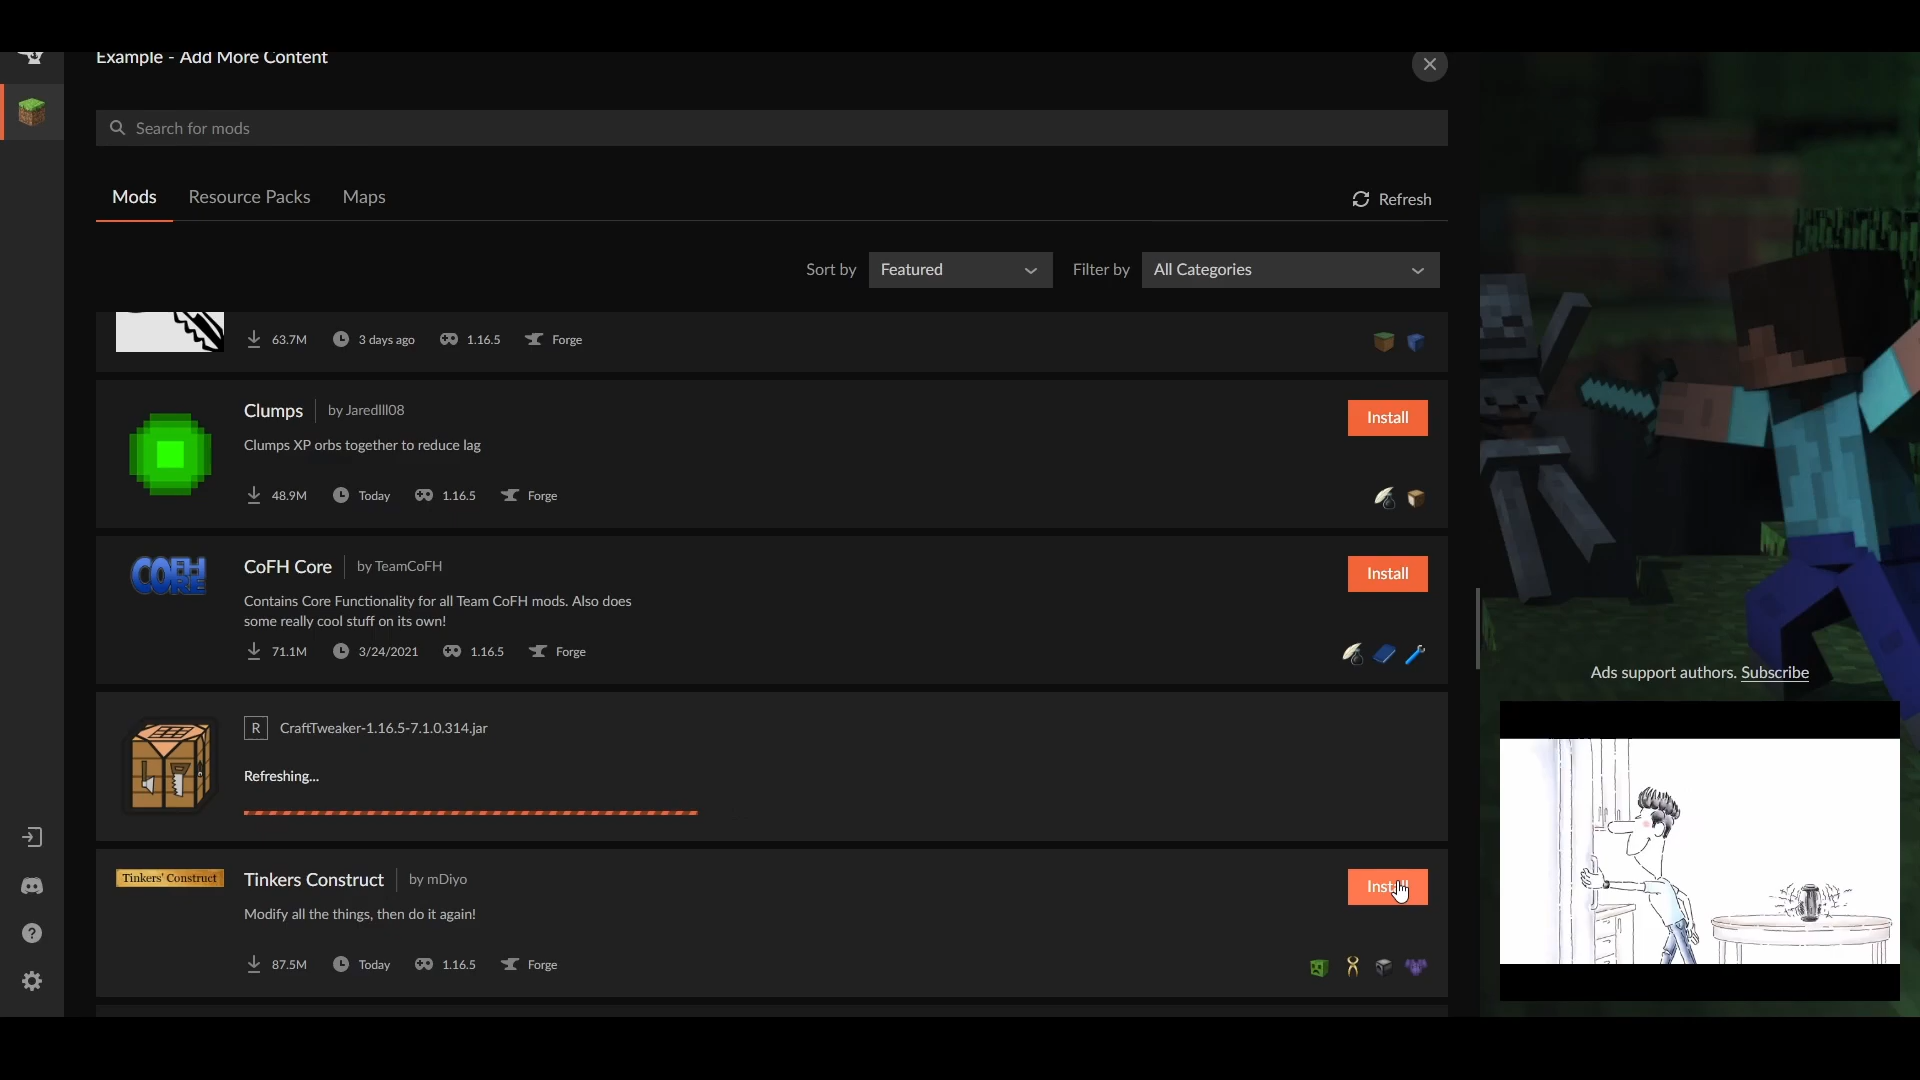 Example - Add More Content
Search for mods
Mods
Resource Packs
Maps
Refresh
Sort by
Featured
Filter by
All Categories
63.7M
3 days ago
1.16.5
Forge
Clumps
by Jaredlll08
Install
Clumps XP orbs together to reduce lag
48.9M
Today
1.16.5
Forge
COFH
CORE
CoFH Core
by TeamCoFH
Install
Contains Core Functionality for all Team CoFH mods. Also does
some really cool stuff on its own!
71.1M
3/24/2021
1.16.5
Forge
R
CraftTweaker-1.16.5-7.1.0.314.jar
Refreshing...
Tinkers' Construct
Tinkers Construct
by mDiyo
Install
Modify all the things, then do it again!
87.5M
Today
1.16.5
Forge
Ads support authors. Subscribe